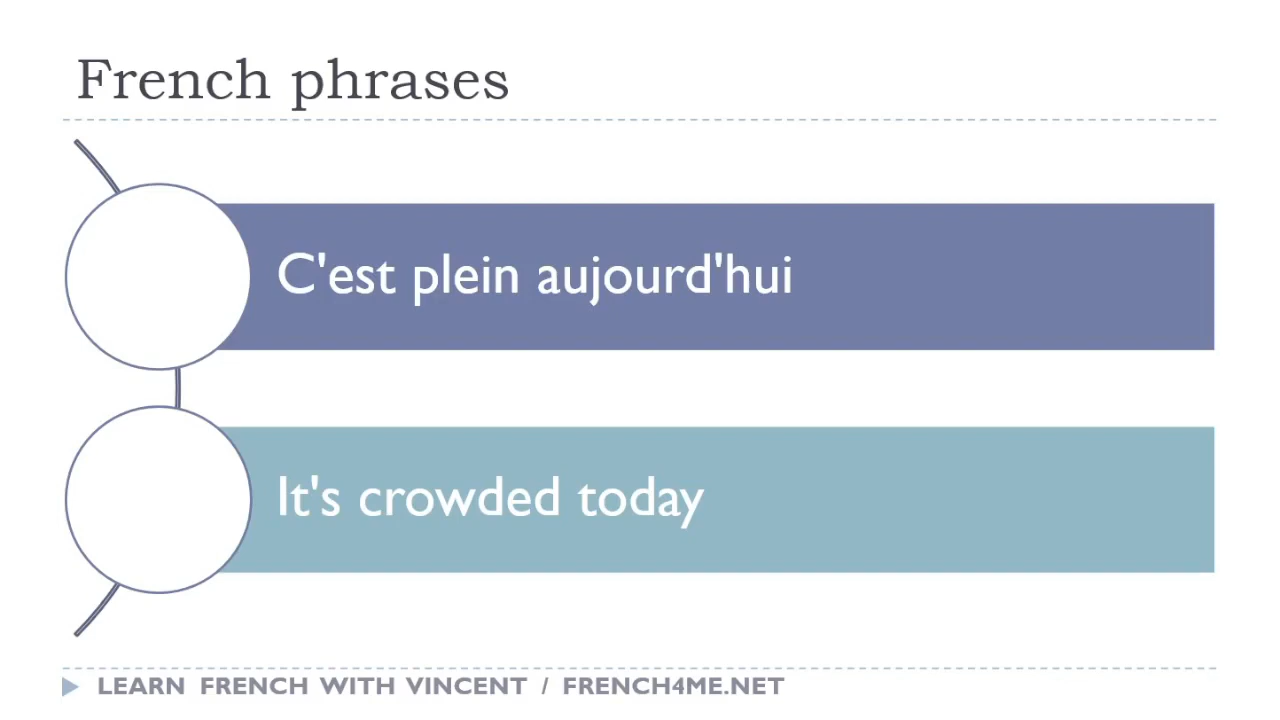 French phrases
C'est plein aujourd'hui
It's crowded today
LEARN FRENCH WITH VINCENT / FRENCH4ME.NET